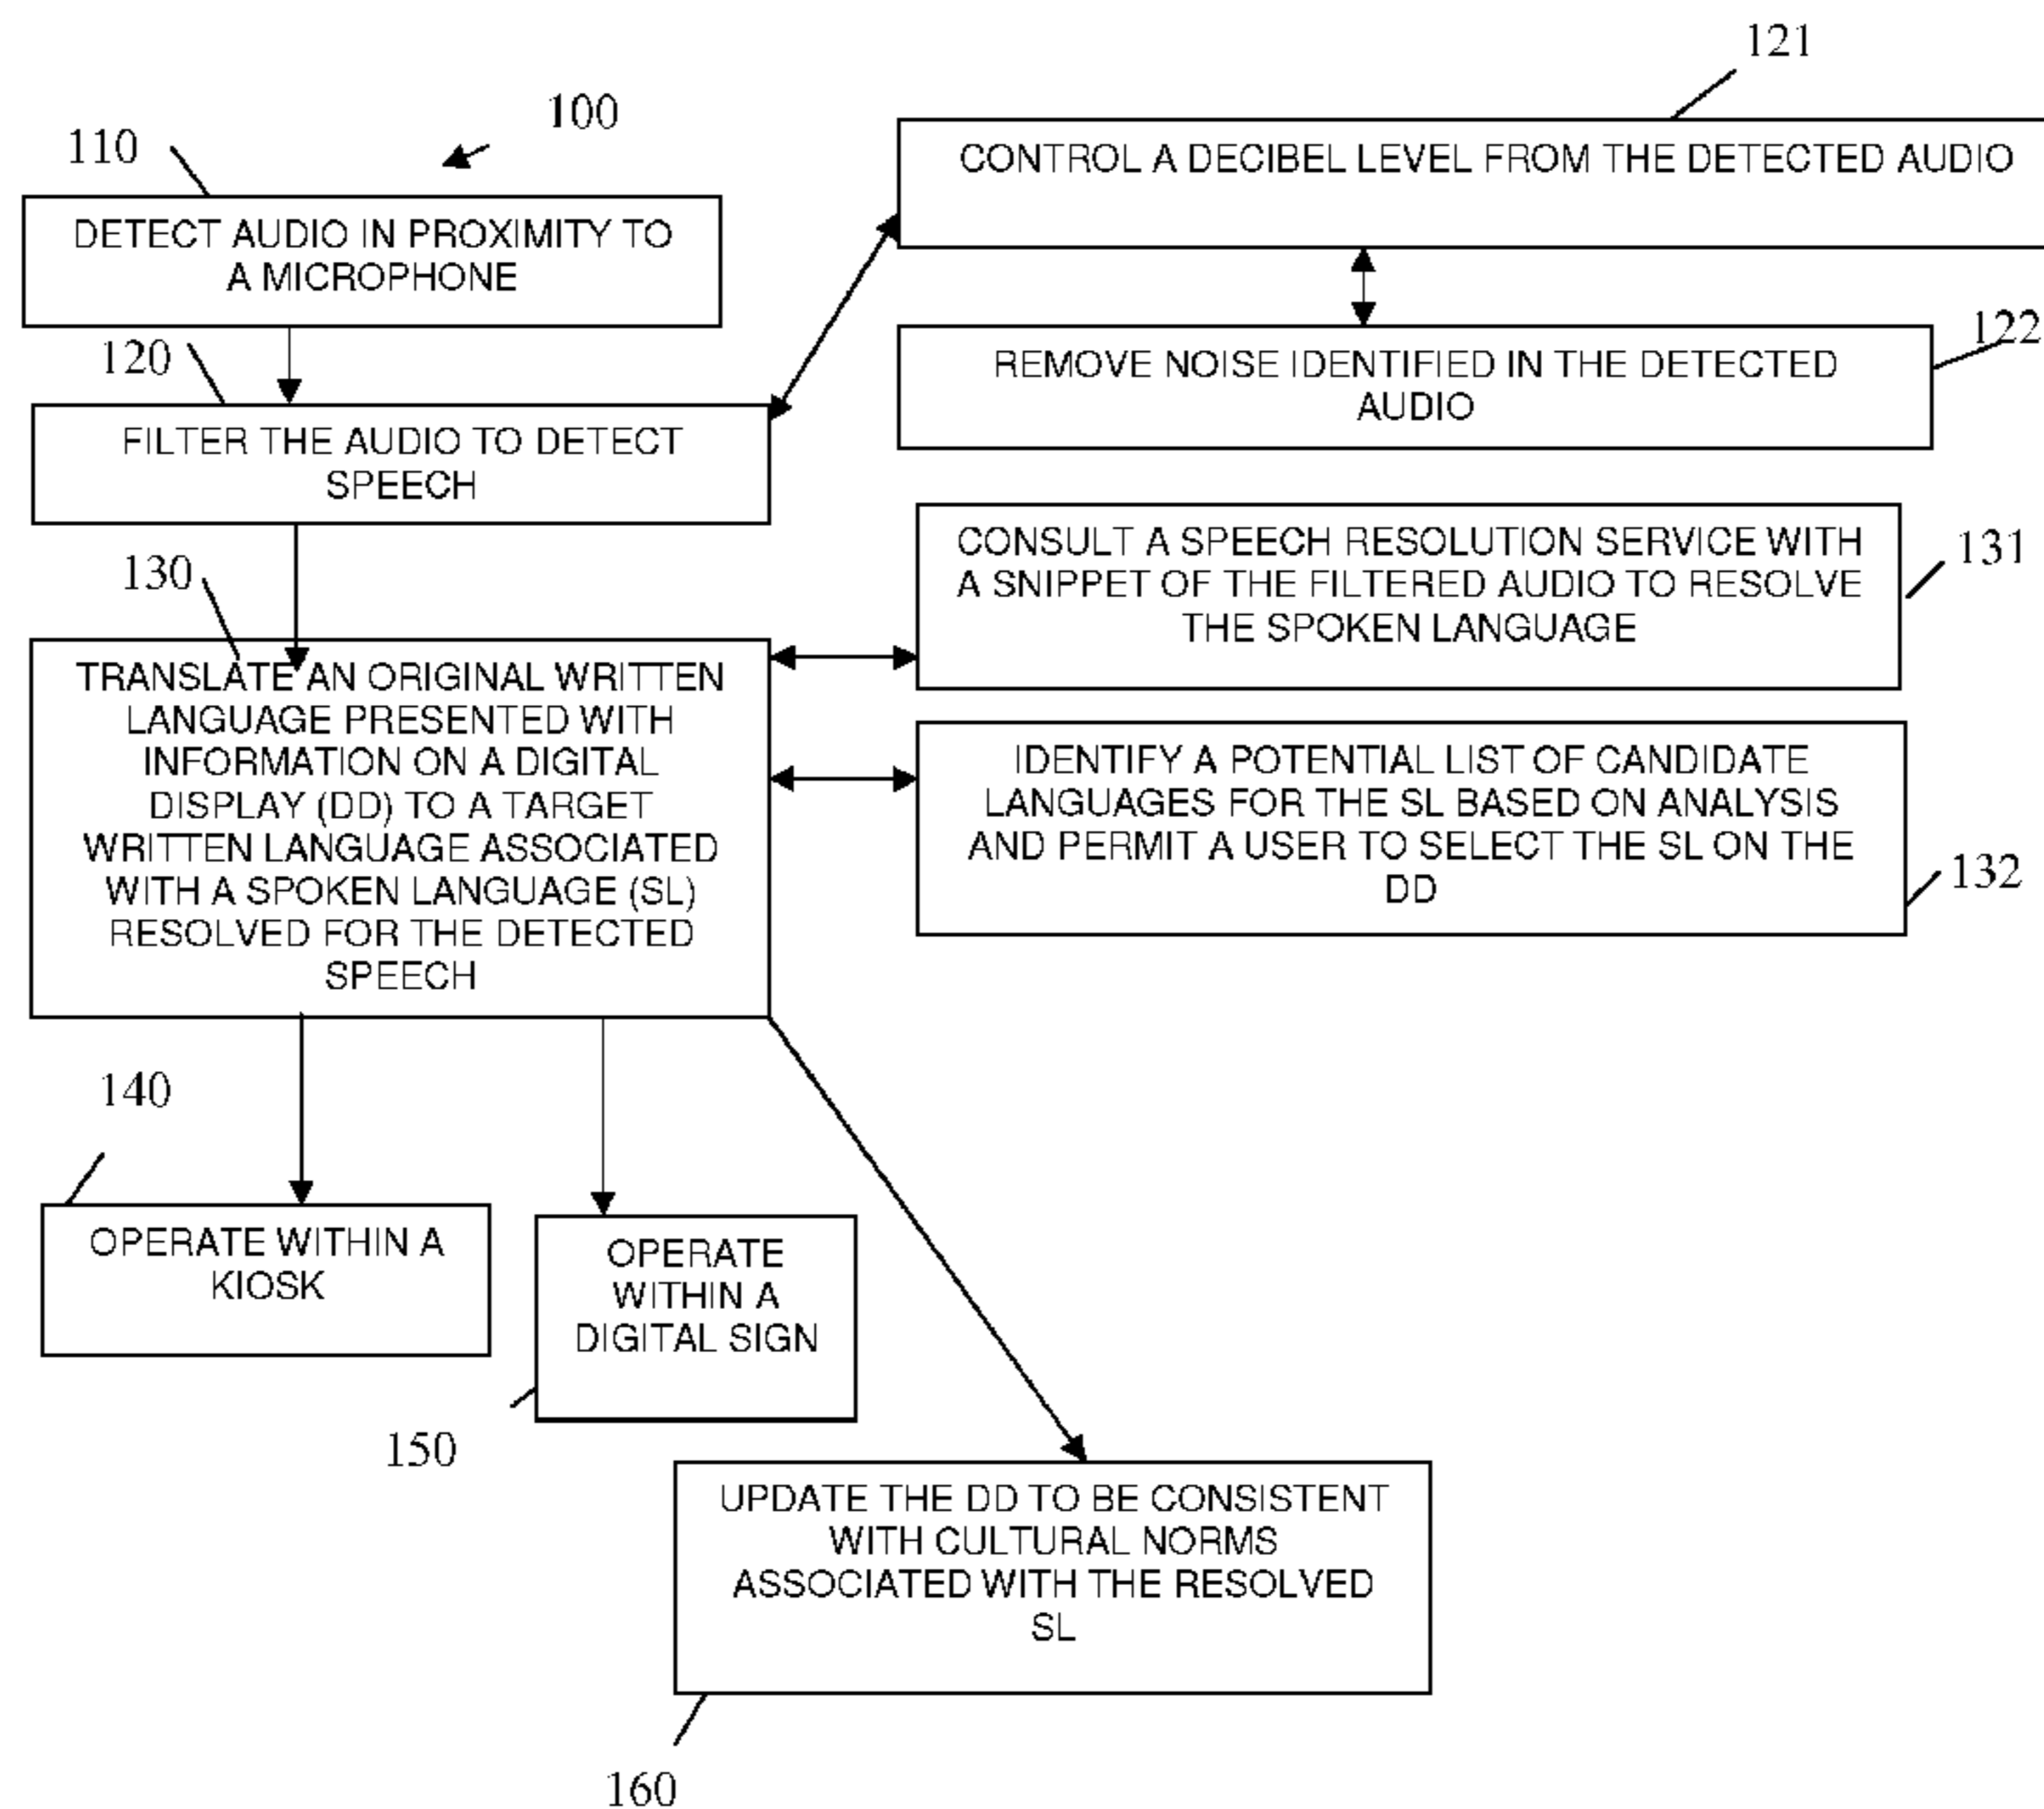 100
110
DETECT AUDIO IN PROXIMITY TO
A MICROPHONE
120
FILTER THE AUDIO TO DETECT
SPEECH
121
CONTROL A DECIBEL LEVEL FROM THE DETECTED AUDIO
122
REMOVE NOISE IDENTIFIED IN THE DETECTED
AUDIO
130
TRANSLATE AN ORIGINAL WRITTEN
LANGUAGE PRESENTED WITH
INFORMATION ON A DIGITAL
DISPLAY (DD) TO A TARGET
WRITTEN LANGUAGE ASSOCIATED
WITH A SPOKEN LANGUAGE (SL)
RESOLVED FOR THE DETECTED
SPEECH
131
CONSULT A SPEECH RESOLUTION SERVICE WITH
A SNIPPET OF THE FILTERED AUDIO TO RESOLVE
THE SPOKEN LANGUAGE
132
IDENTIFY A POTENTIAL LIST OF CANDIDATE
LANGUAGES FOR THE SL BASED ON ANALYSIS
AND PERMIT A USER TO SELECT THE SL ON THE
DD
140
OPERATE WITHIN A
KIOSK
150
OPERATE
WITHIN A
DIGITAL SIGN
160
UPDATE THE DD TO BE CONSISTENT
WITH CULTURAL NORMS
ASSOCIATED WITH THE RESOLVED
SL